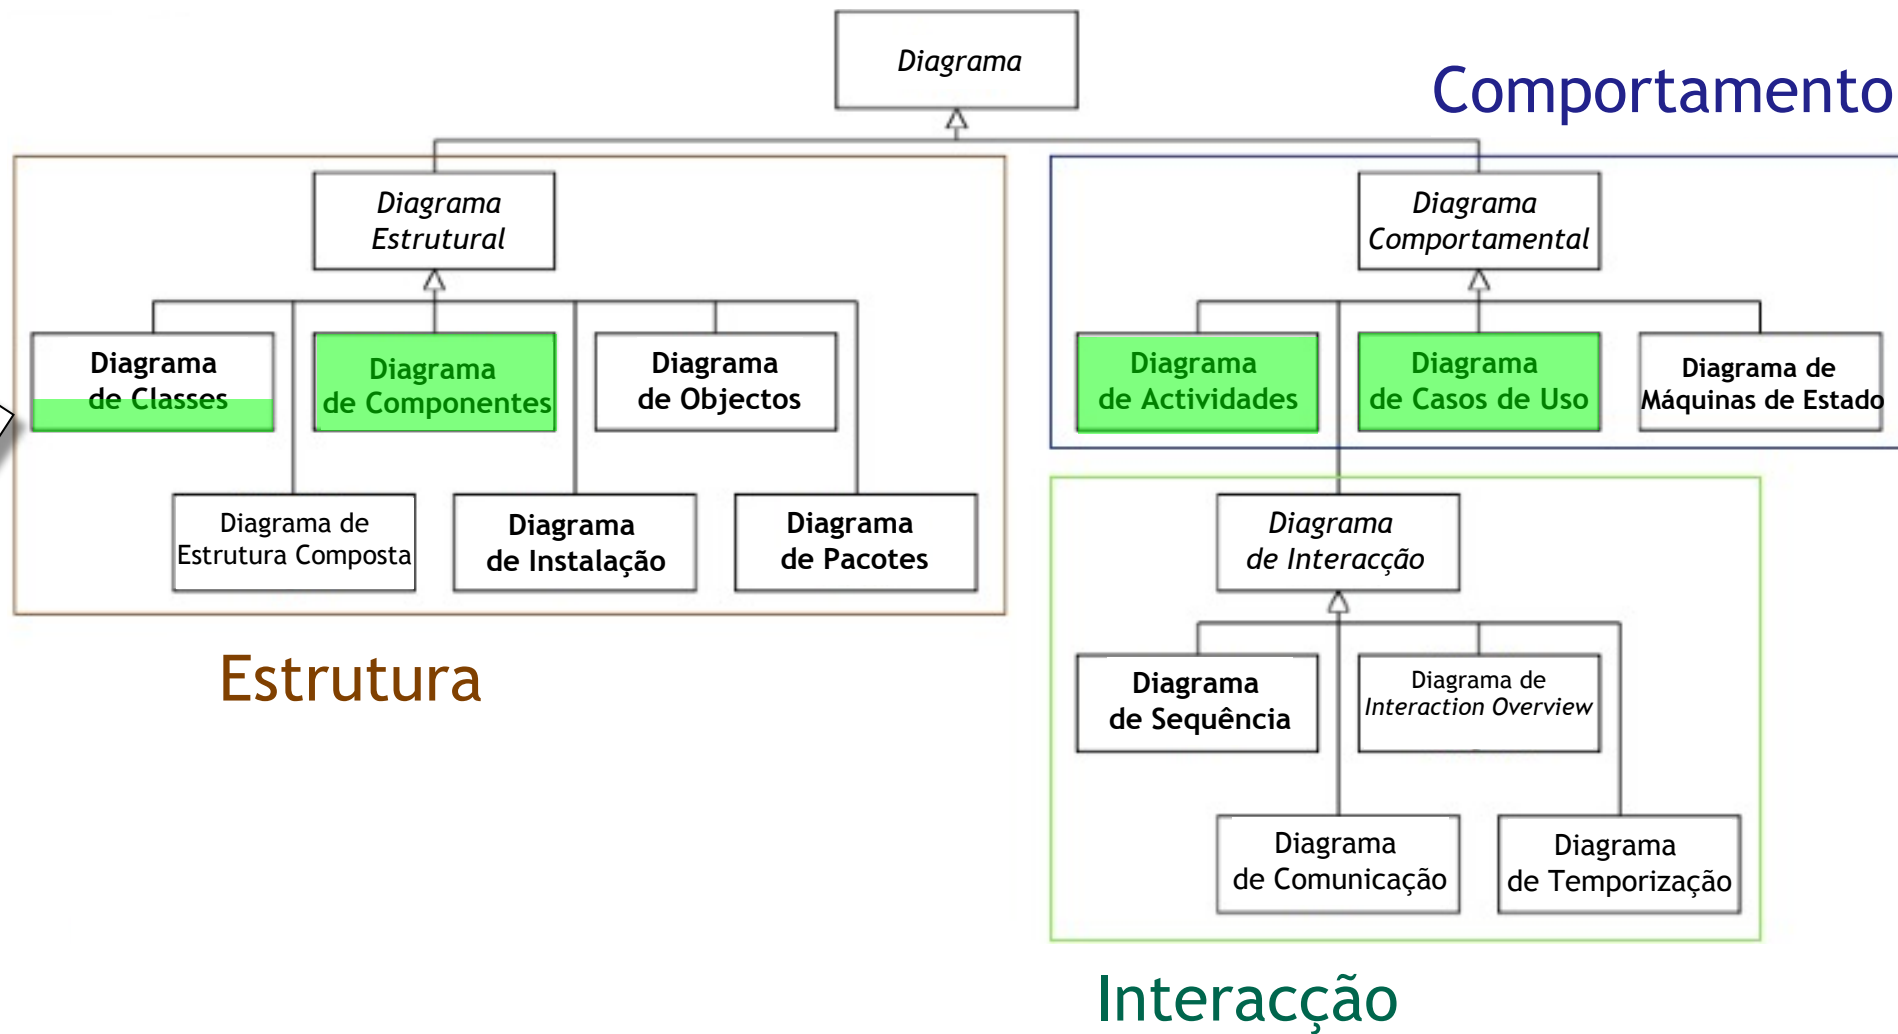 Diagrama
Comportamento
Diagrama
Estrutural
Diagrama
Comportamental
Diagrama
de Classes
Diagrama
de Componentes
Diagrama
de Objectos
Diagrama
de Actividades
Diagrama
de Casos de Uso
Diagrama de
Máquinas de Estado
Diagrama de
Estrutura Composta
Diagrama
de Instalação
Diagrama
de Pacotes
Diagrama
de Interacção
Estrutura
Diagrama
de Sequência
Diagrama de
Interaction Overview
Diagrama
de Comunicação
Diagrama
de Temporização
Interacção